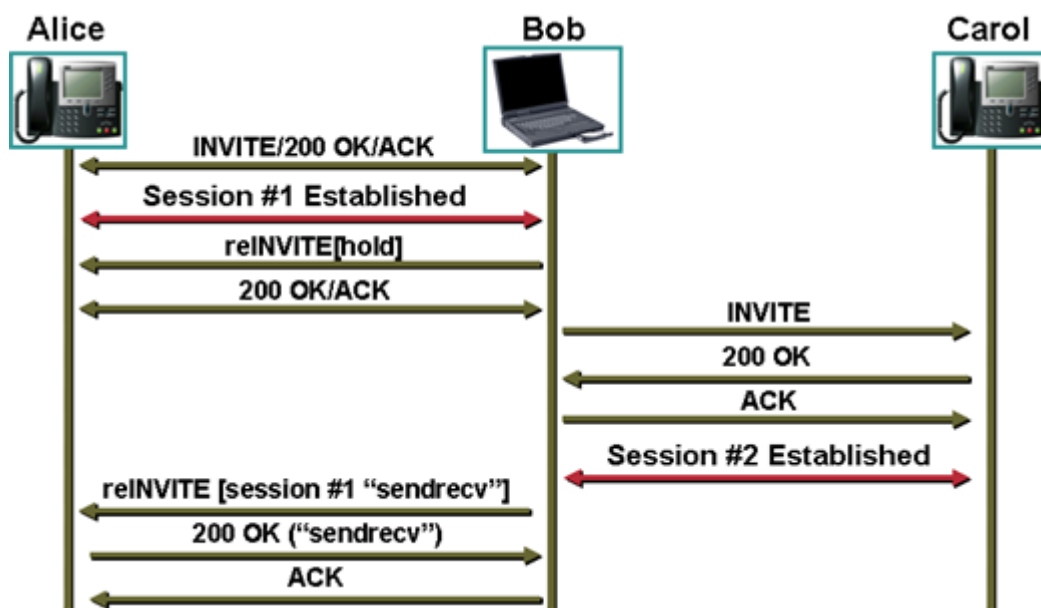 Alice
Bob
Carol
INVITE/200 OK/ACK
Session #1 Established
reINVITE[hold]
200 OK/ACK
INVITE
200 OK
ACK
Session #2 Established
reINVITE [session #1 “sendrecv”]
200 OK (“sendrecv”)
ACK